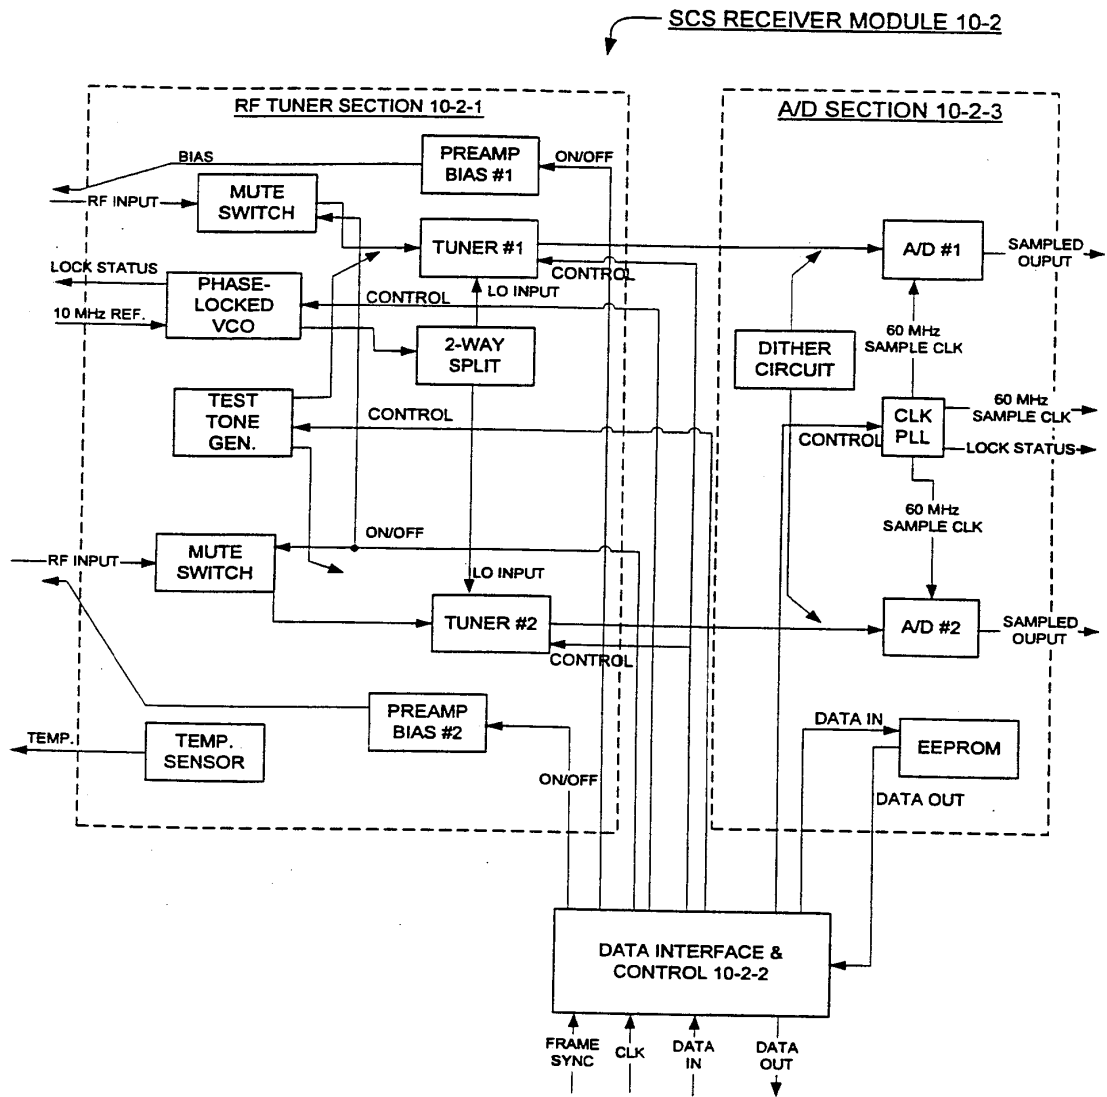 SCS RECEIVER MODULE 10-2
RF TUNER SECTION 10-2-1
A/D SECTION 10-2-3
BIAS
PREAMP
BIAS #1
ON/OFF
RF INPUT
MUTE
SWITCH
TUNER #1
CONTROL
A/D #1
SAMPLED
OUPUT
LOCK STATUS
PHASE-
LOCKED
VCO
CONTROL
LO INPUT
10 MHz REF.
2-WAY
SPLIT
DITHER
CIRCUIT
60 MHz
SAMPLE CLK
TEST
TONE
GEN.
CONTROL
CONTROL
CLK
PLL
60 MHz
SAMPLE CLK
LOCK STATUS
60 MHz
SAMPLE CLK
ON/OFF
RF INPUT
MUTE
SWITCH
LO INPUT
TUNER #2
CONTROL
A/D #2
SAMPLED
OUPUT
PREAMP
BIAS #2
ON/OFF
TEMP.
TEMP.
SENSOR
DATA IN
EEPROM
DATA OUT
DATA INTERFACE &
CONTROL 10-2-2
FRAME
SYNC
CLK
DATA
IN
DATA
OUT